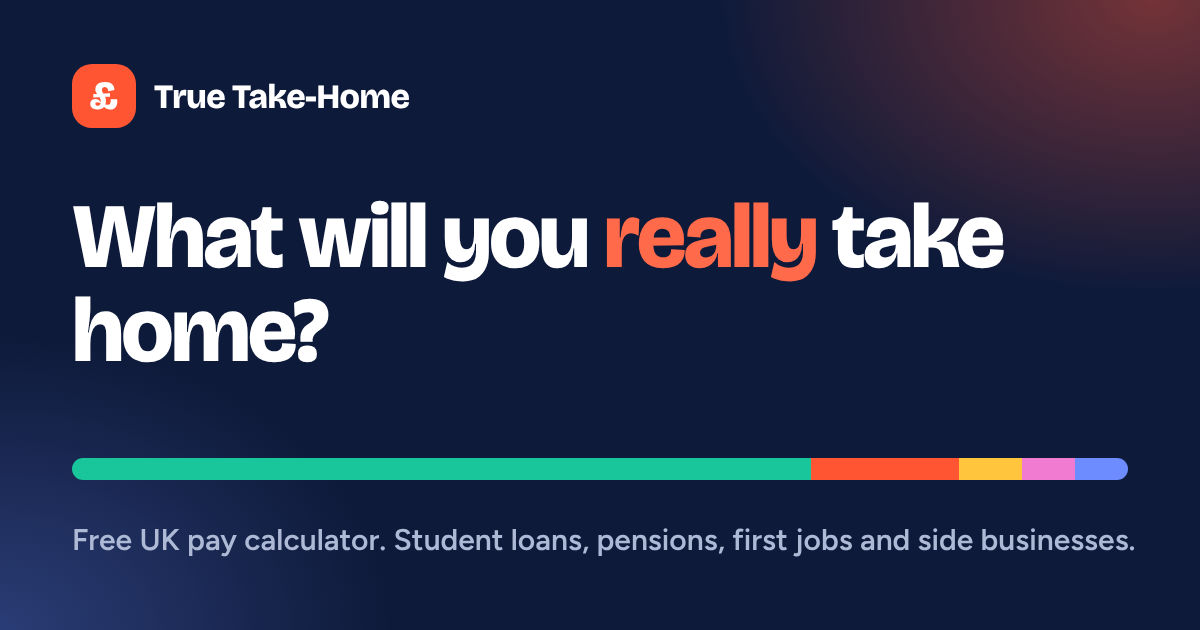 £
True Take-Home
What will you really take
home?
Free UK pay calculator. Student loans, pensions, first jobs and side businesses.